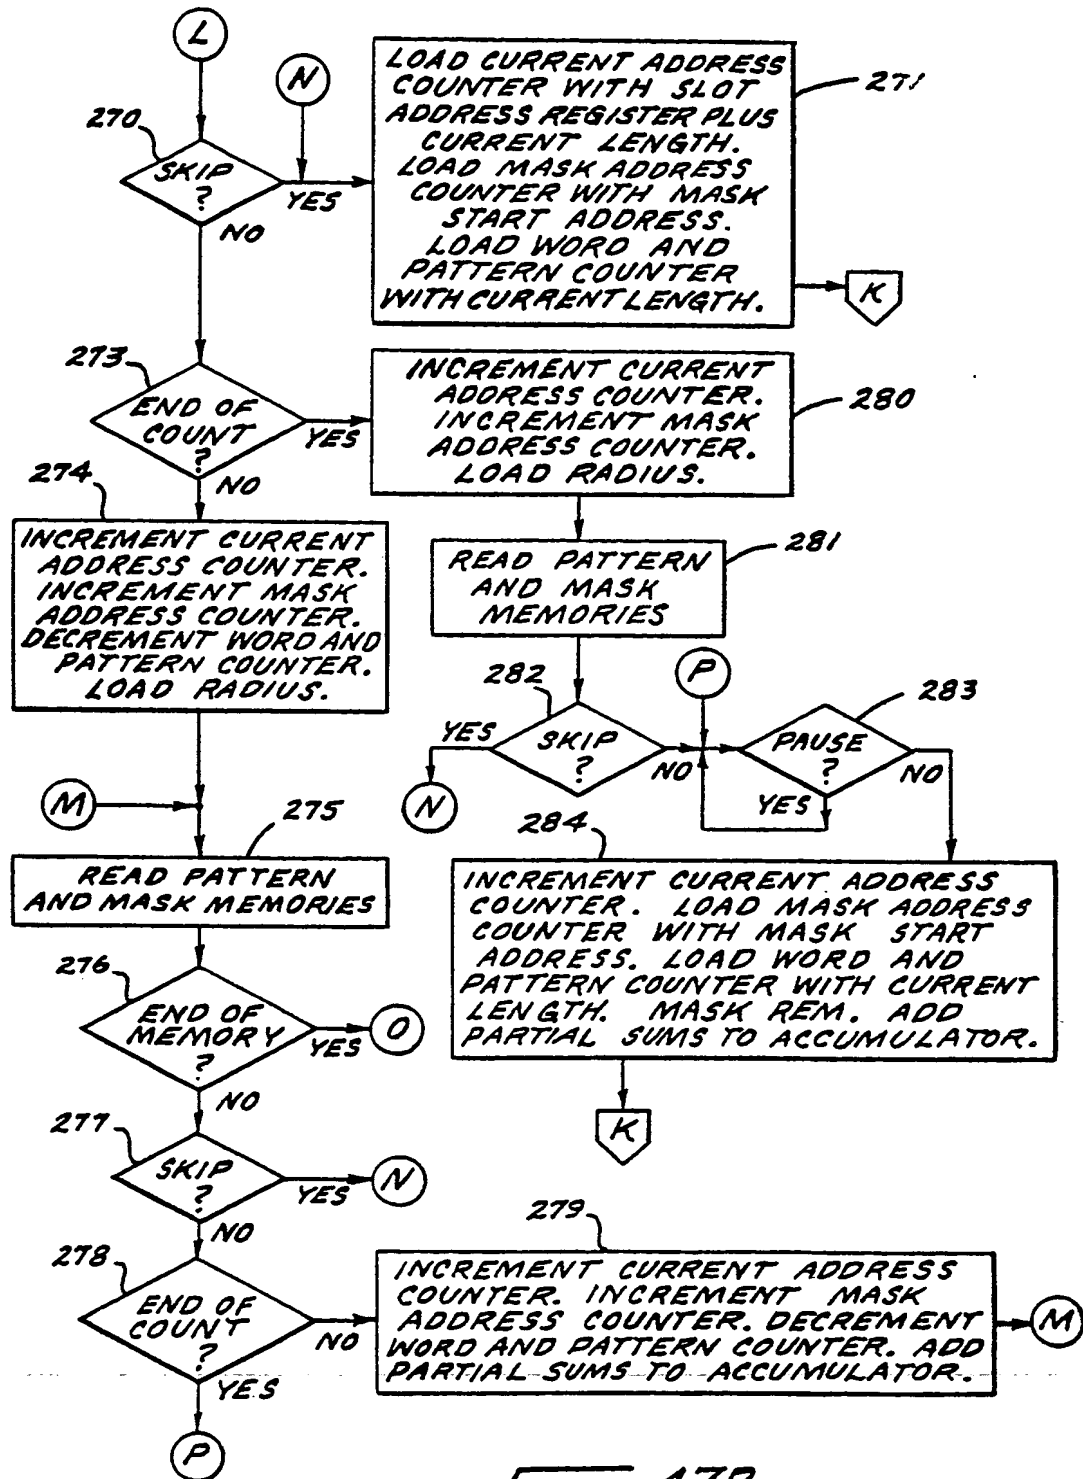 L
N
LOAD CURRENT ADDRESS
COUNTER WITH SLOT
ADDRESS REGISTER PLUS
CURRENT LENGTH.
LOAD MASK ADDRESS
COUNTER WITH MASK
START ADDRESS.
LOAD WORD AND
PATTERN COUNTER
WITH CURRENT LENGTH.
271
270
SKIP
?
YES
NO
K
273
END OF
COUNT
?
YES
NO
INCREMENT CURRENT
ADDRESS COUNTER.
INCREMENT MASK
ADDRESS COUNTER.
LOAD RADIUS.
280
274
INCREMENT CURRENT
ADDRESS COUNTER.
INCREMENT MASK
ADDRESS COUNTER.
DECREMENT WORD AND
PATTERN COUNTER.
LOAD RADIUS.
READ PATTERN
AND MASK
MEMORIES
281
282
SKIP
?
YES
NO
N
P
283
PAUSE
?
YES
NO
M
275
READ PATTERN
AND MASK MEMORIES
284
INCREMENT CURRENT ADDRESS
COUNTER. LOAD MASK ADDRESS
COUNTER WITH MASK START
ADDRESS. LOAD WORD AND
PATTERN COUNTER WITH CURRENT
LENGTH. MASK REM. ADD
PARTIAL SUMS TO ACCUMULATOR.
K
276
END OF
MEMORY
?
YES
O
NO
277
SKIP
?
YES
N
NO
278
END OF
COUNT
?
NO
YES
279
INCREMENT CURRENT ADDRESS
COUNTER. INCREMENT MASK
ADDRESS COUNTER. DECREMENT
WORD AND PATTERN COUNTER. ADD
PARTIAL SUMS TO ACCUMULATOR.
M
P